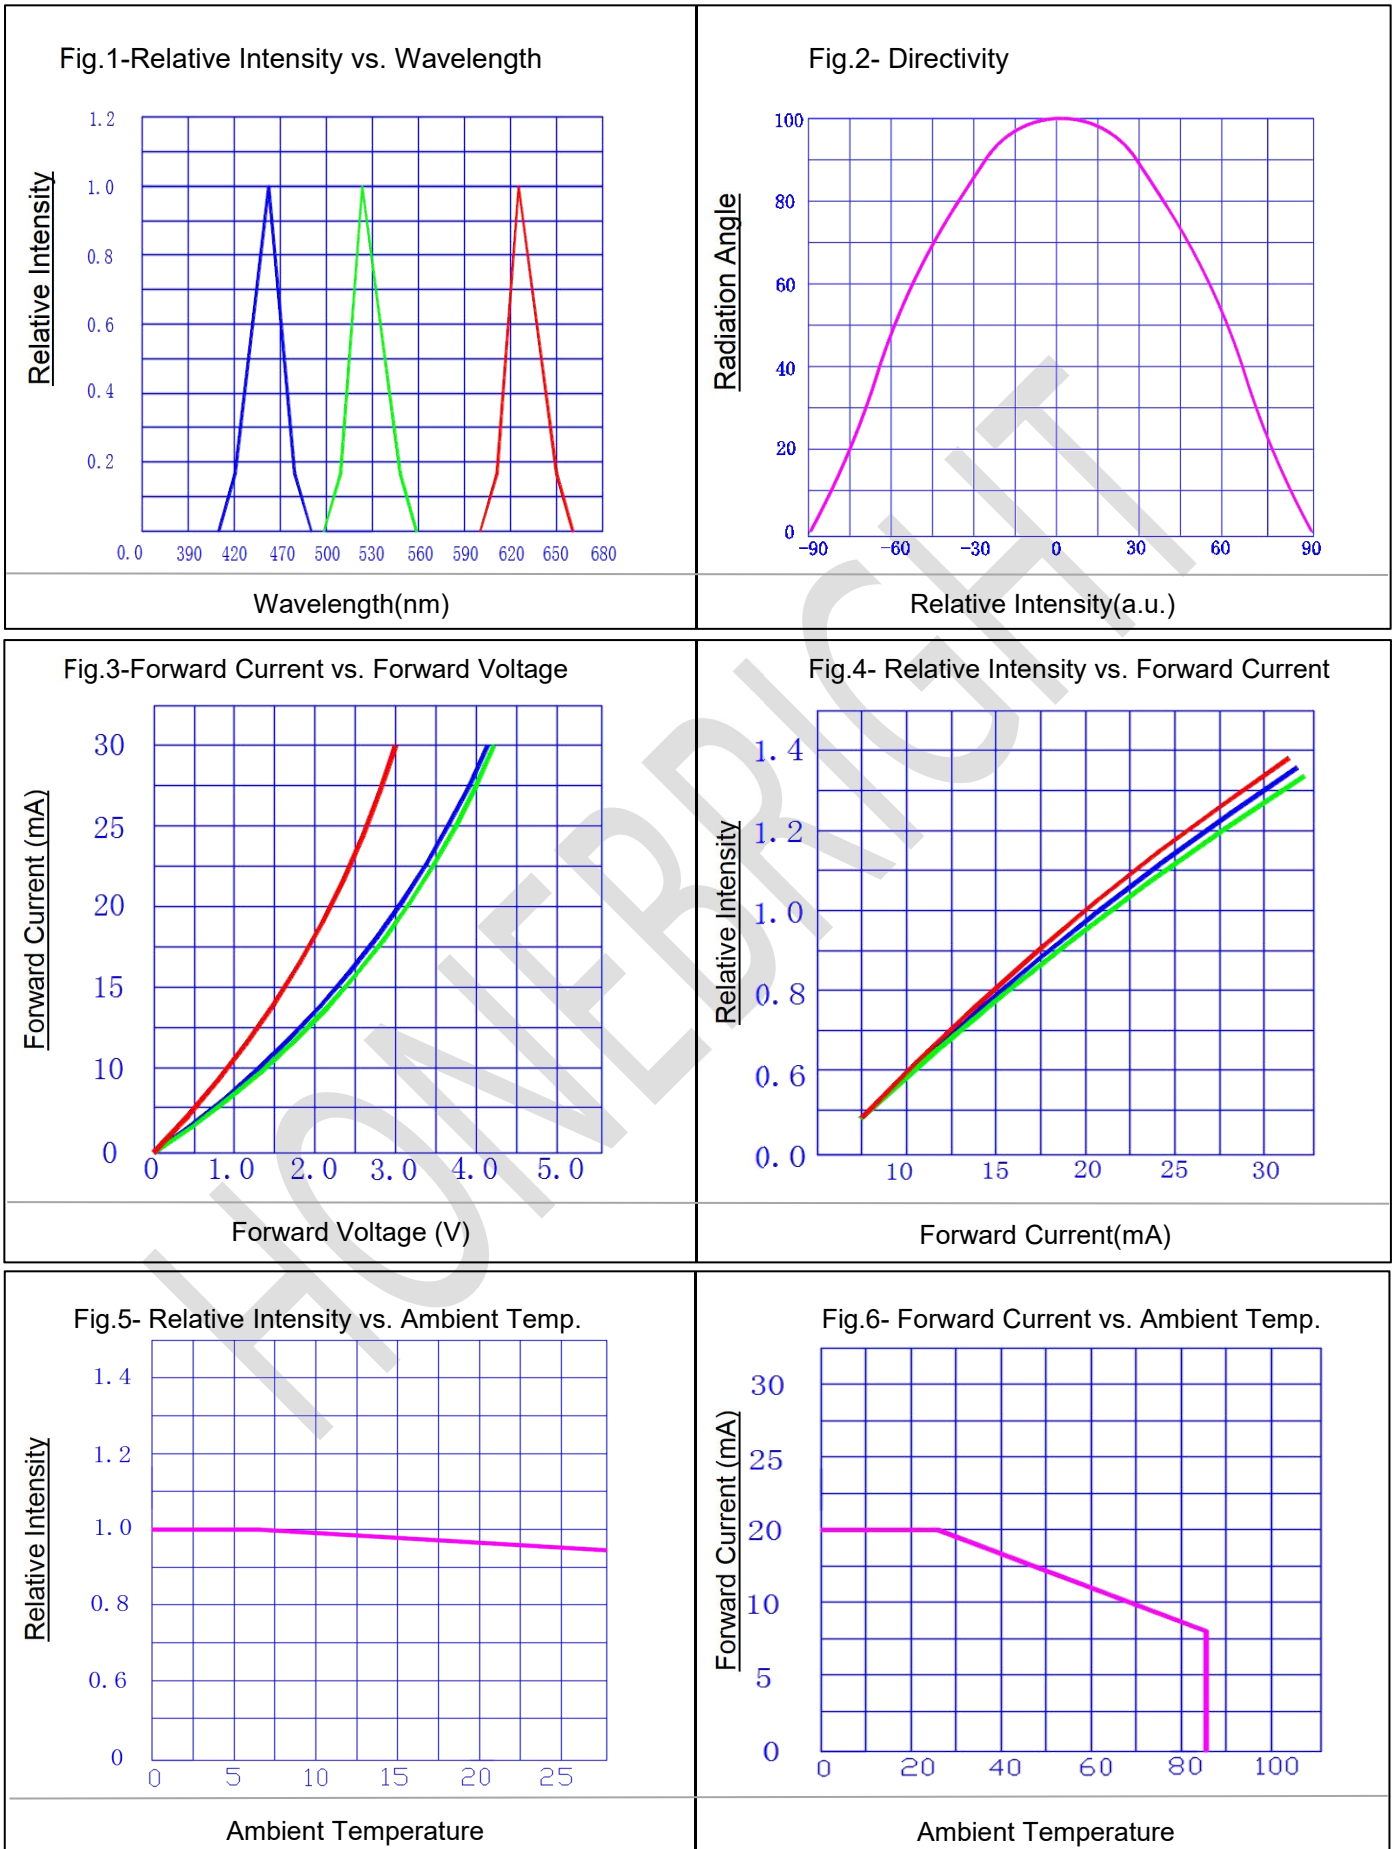 Fig.1-Relative Intensity vs. Wavelength
Relative Intensity
1.2
1.0
0.8
0.6
0.4
0.2
0.0 390 420 470 500 530 560 590 620 650 680
Wavelength(nm)
Fig.2- Directivity
Radiation Angle
100
80
60
40
20
0
-90 -60 -30 0 30 60 90
Relative Intensity(a.u.)
Fig.3-Forward Current vs. Forward Voltage
Forward Current (mA)
30
25
20
15
10
0
0 1.0 2.0 3.0 4.0 5.0
Forward Voltage (V)
Fig.4- Relative Intensity vs. Forward Current
Relative Intensity
1.4
1.2
1.0
0.8
0.6
0.0
10 15 20 25 30
Forward Current(mA)
Fig.5- Relative Intensity vs. Ambient Temp.
Relative Intensity
1.4
1.2
1.0
0.8
0.6
0
0 5 10 15 20 25
Ambient Temperature
Fig.6- Forward Current vs. Ambient Temp.
Forward Current (mA)
30
25
20
10
5
0
0 20 40 60 80 100
Ambient Temperature
HONEBRIGHT